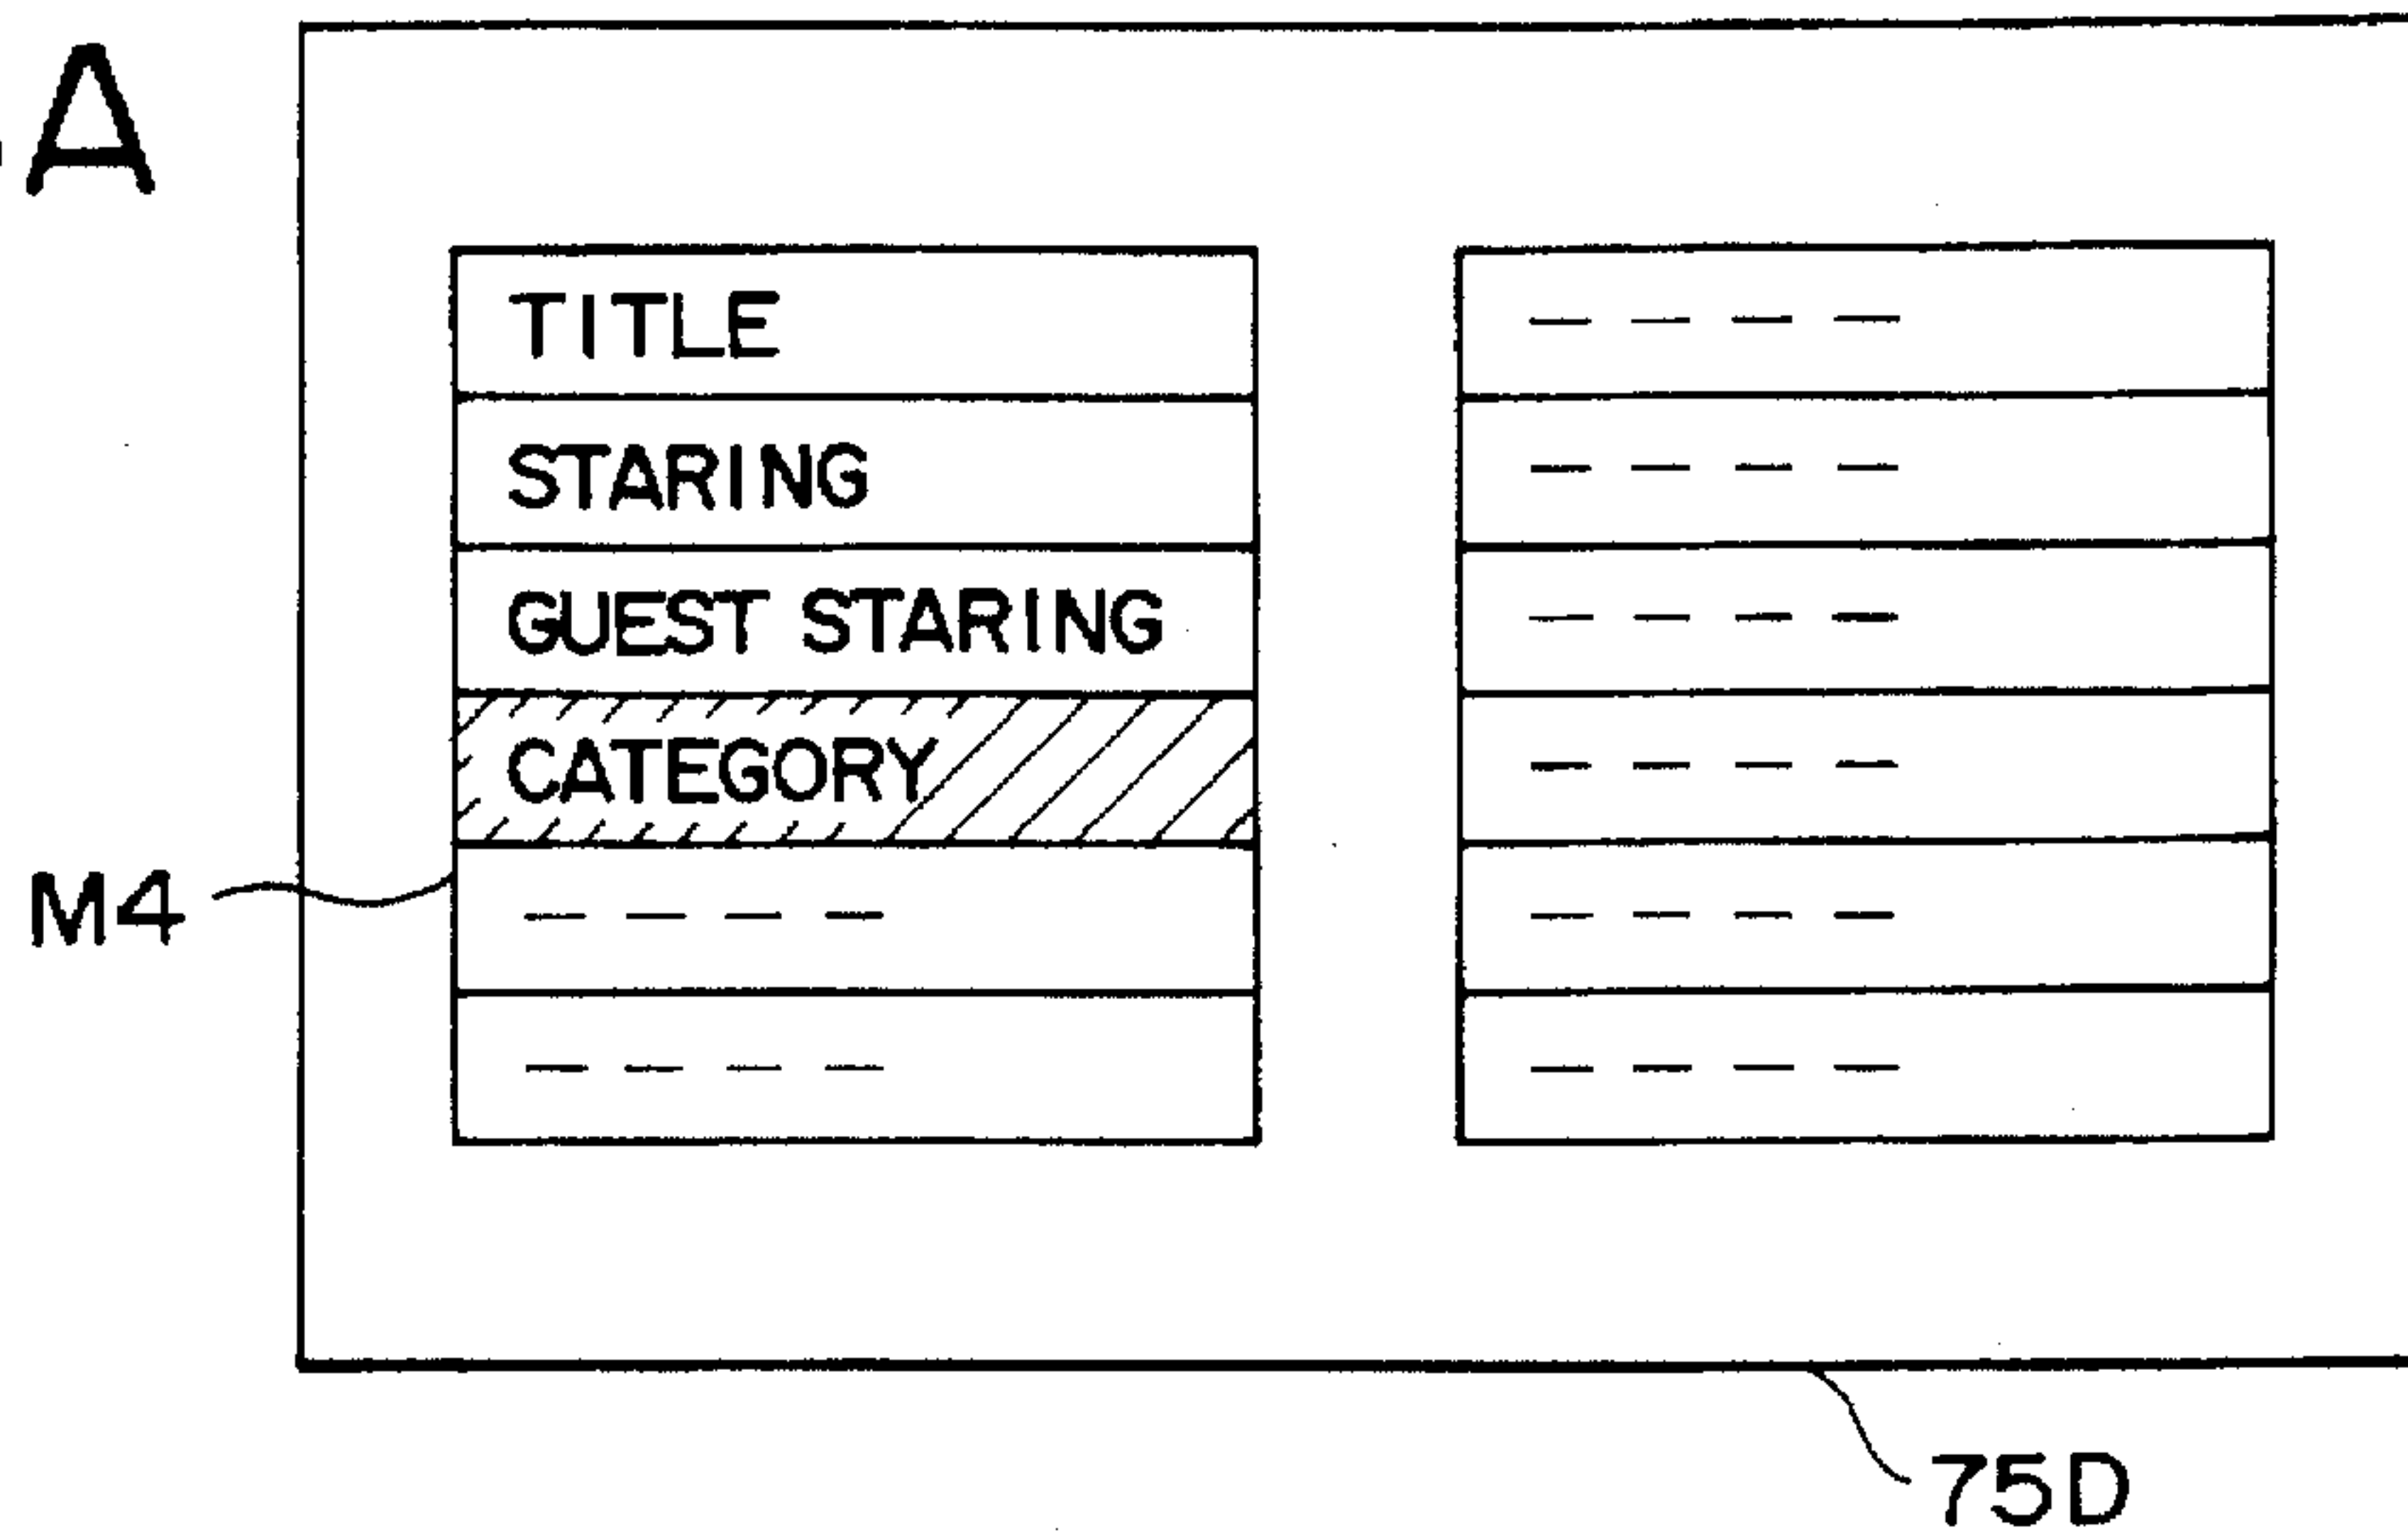 A
TITLE
STARING
GUEST STARING
CATEGORY
M4
75D